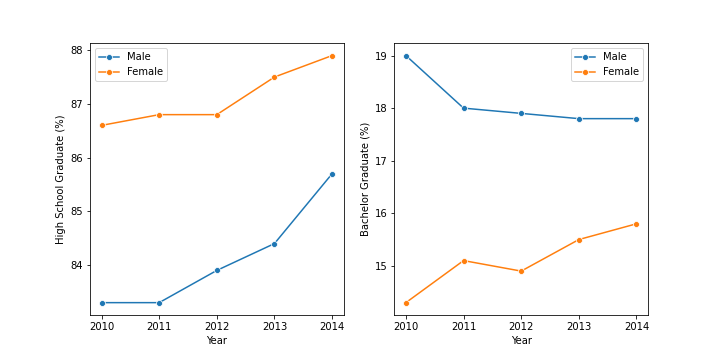 88
87
86
85
84
High School Graduate (%)
Male
Female
2010 2011 2012 2013 2014
Year
19
18
17
16
15
Bachelor Graduate (%)
Male
Female
2010 2011 2012 2013 2014
Year